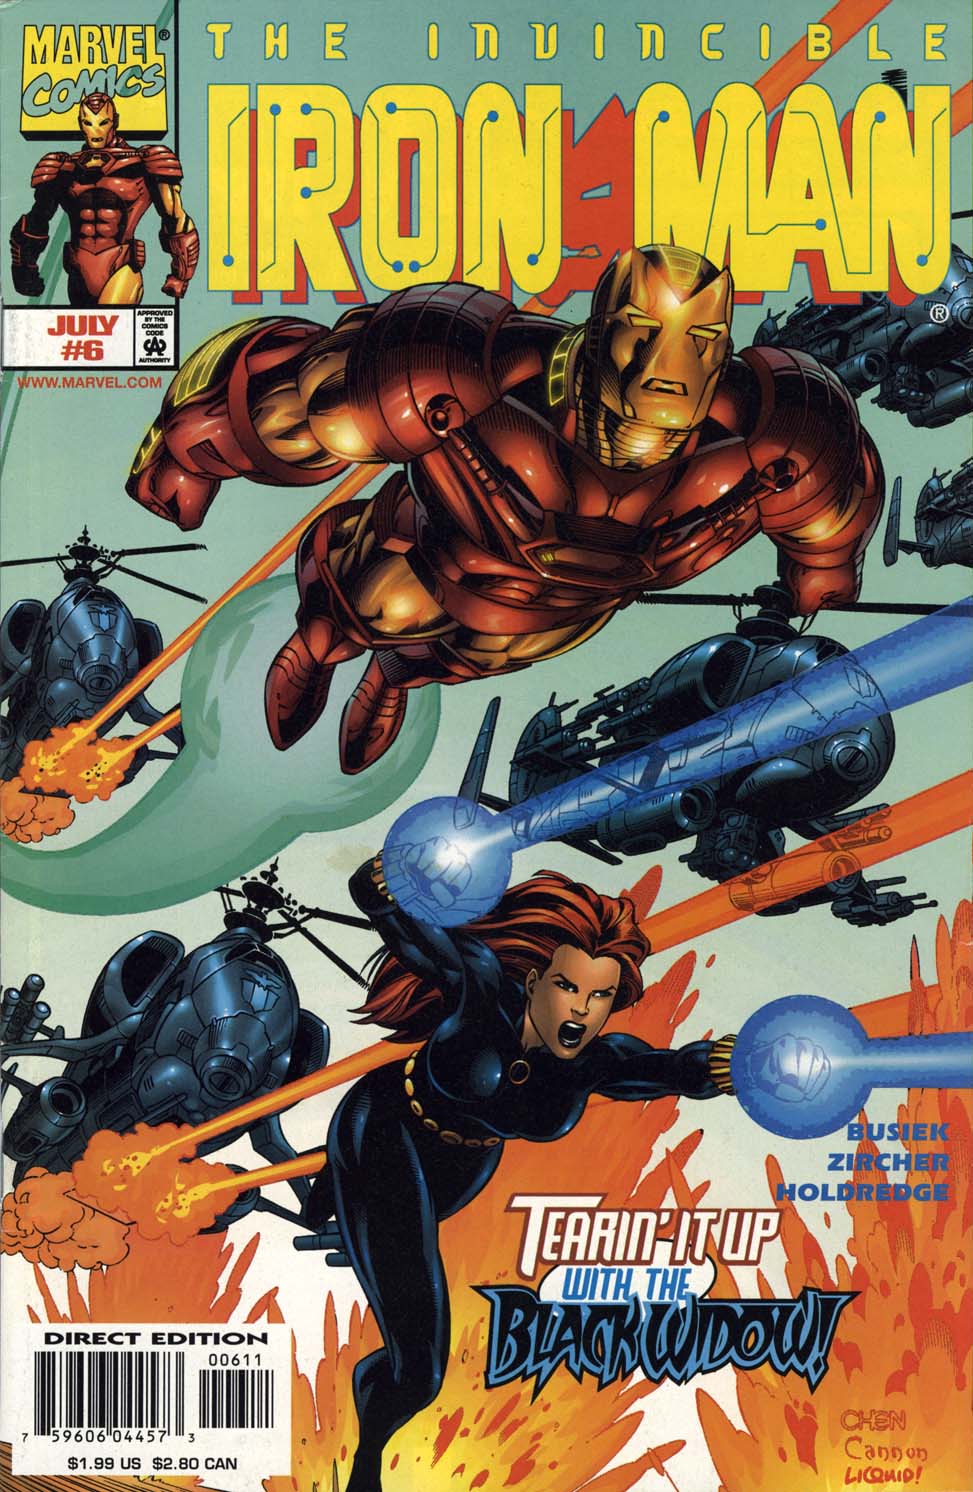 MARVEL®
COMICS
THE INVINCIBLE
IRON MAN®
JULY
#6
APPROVED
BY THE
COMICS
CODE
CA
AUTHORITY
WWW.MARVEL.COM
BUSIEK
ZIRCHER
HOLDREDGE
TEARIN' IT UP
WITH THE
BLACK WIDOW!
DIRECT EDITION
00611
7 59606 04457 3
$1.99 US $2.80 CAN
CHEN
Cannon
LIQUID!